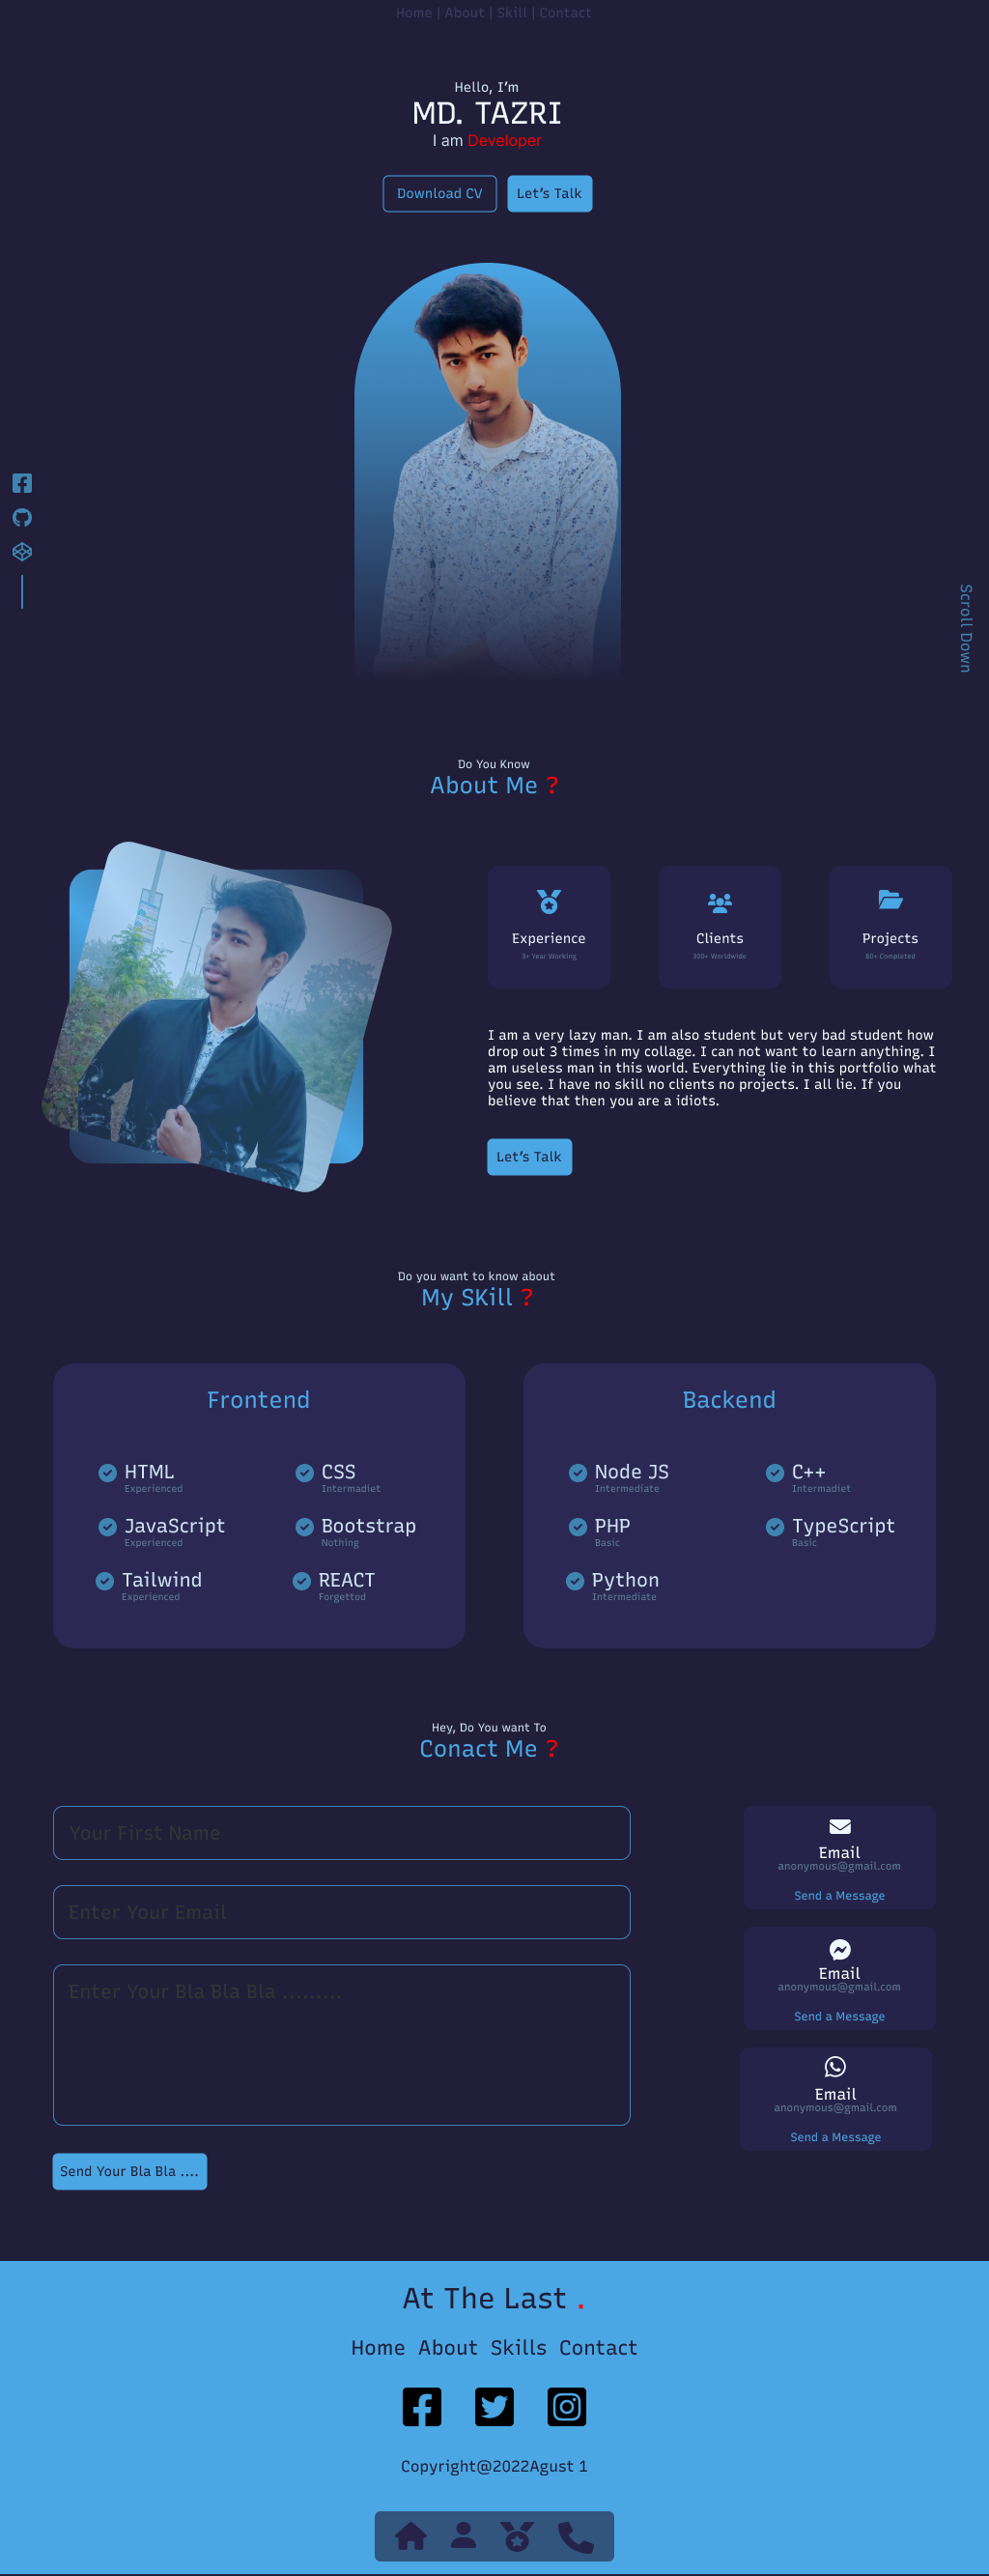 Home | About | Skill | Contact
Hello, I'm
MD. TAZRI
I am Developer
Download CV
Let's Talk
Scroll Down
Do You Know
About Me ?
Experience
3+ Year Working
Clients
300+ Worldwide
Projects
80+ Completed
I am a very lazy man. I am also student but very bad student how
drop out 3 times in my collage. I can not want to learn anything. I
am useless man in this world. Everything lie in this portfolio what
you see. I have no skill no clients no projects. I all lie. If you
believe that then you are a idiots.
Let's Talk
Do you want to know about
My SKill ?
Frontend
HTML
Experienced
CSS
Intermadiet
JavaScript
Experienced
Bootstrap
Nothing
Tailwind
Experienced
REACT
Forgettod
Backend
Node JS
Intermediate
C++
Intermadiet
PHP
Basic
TypeScript
Basic
Python
Intermediate
Hey, Do You want To
Conact Me ?
Your First Name
Enter Your Email
Enter Your Bla Bla Bla .........
Send Your Bla Bla ....
Email
anonymous@gmail.com
Send a Message
Email
anonymous@gmail.com
Send a Message
Email
anonymous@gmail.com
Send a Message
At The Last .
Home About Skills Contact
Copyright@2022Agust 1